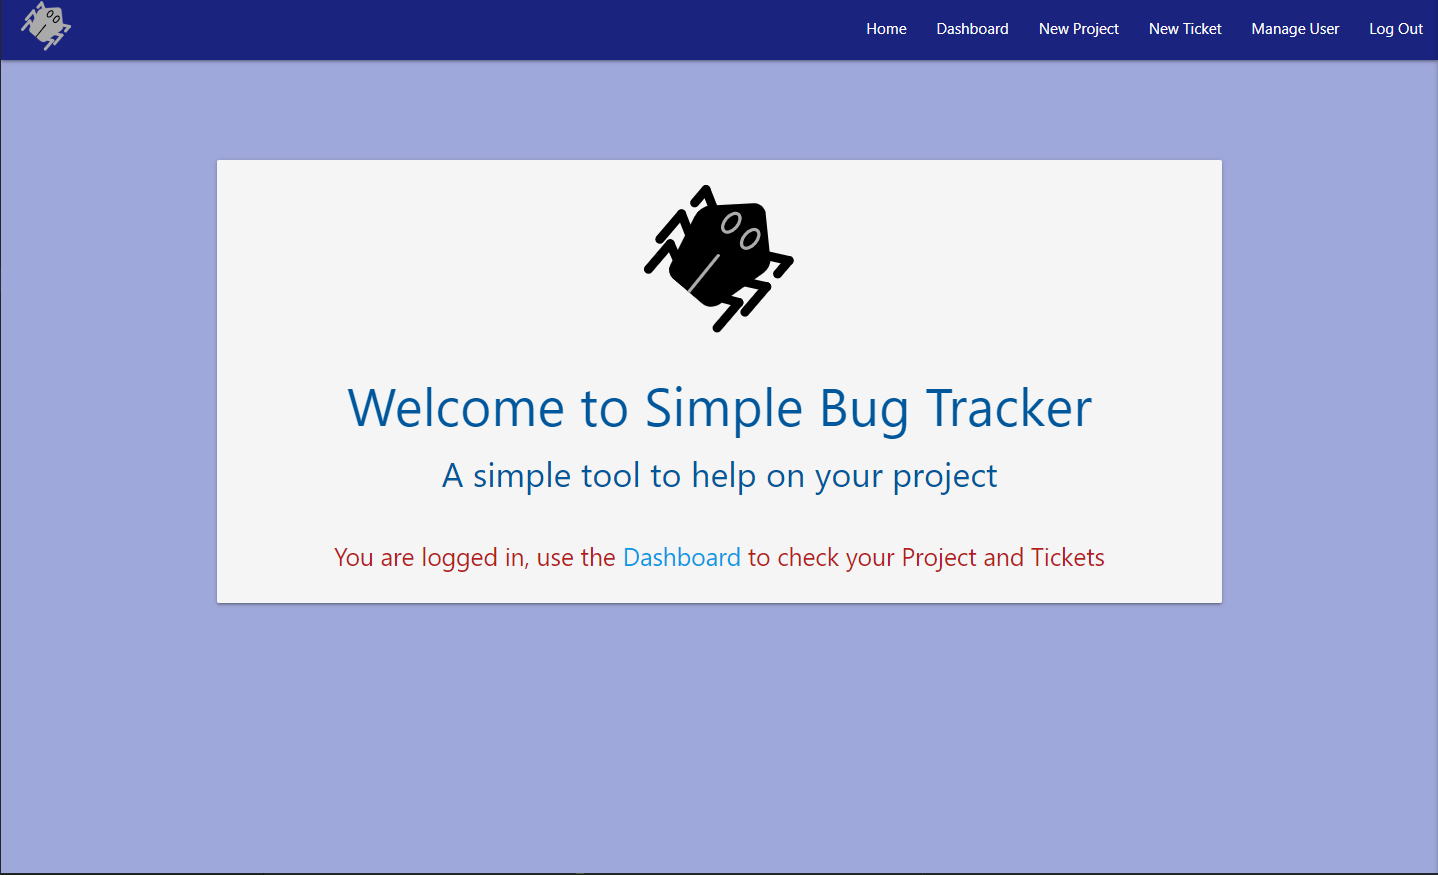 Home Dashboard New Project New Ticket Manage User Log Out
Welcome to Simple Bug Tracker
A simple tool to help on your project
You are logged in, use the Dashboard to check your Project and Tickets